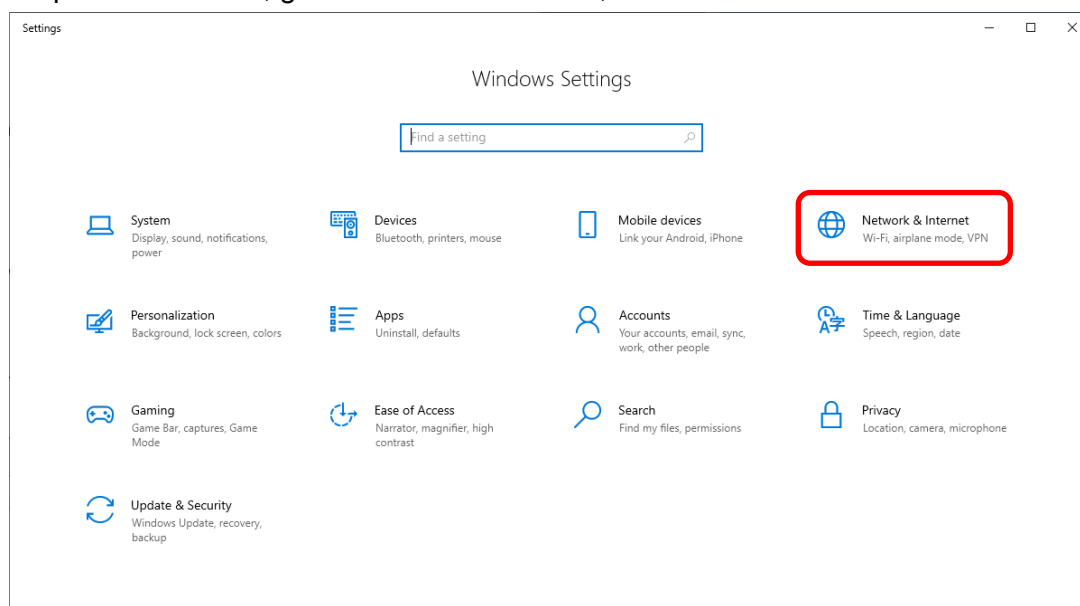 Settings
Windows Settings
Find a setting
System
Display, sound, notifications,
power
Devices
Bluetooth, printers, mouse
Mobile devices
Link your Android, iPhone
Network & Internet
Wi-Fi, airplane mode, VPN
Personalization
Background, lock screen, colors
Apps
Uninstall, defaults
Accounts
Your accounts, email, sync,
work, other people
Time & Language
Speech, region, date
Gaming
Game Bar, captures, Game
Mode
Ease of Access
Narrator, magnifier, high
contrast
Search
Find my files, permissions
Privacy
Location, camera, microphone
Update & Security
Windows Update, recovery,
backup